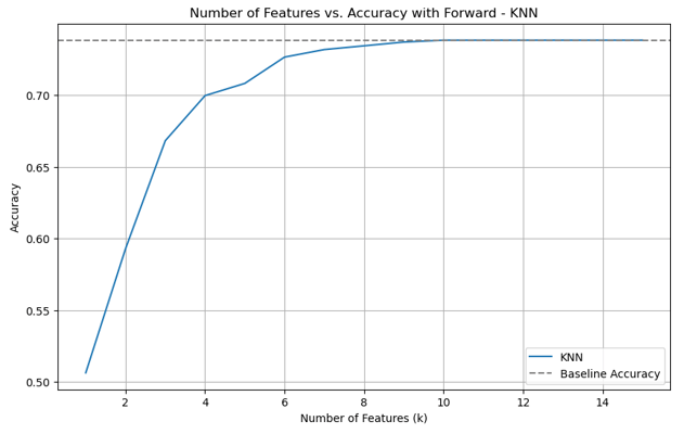 Number of Features vs. Accuracy with Forward - KNN
Accuracy
0.70
0.65
0.60
0.55
0.50
KNN
Baseline Accuracy
2 4 6 8 10 12 14
Number of Features (k)